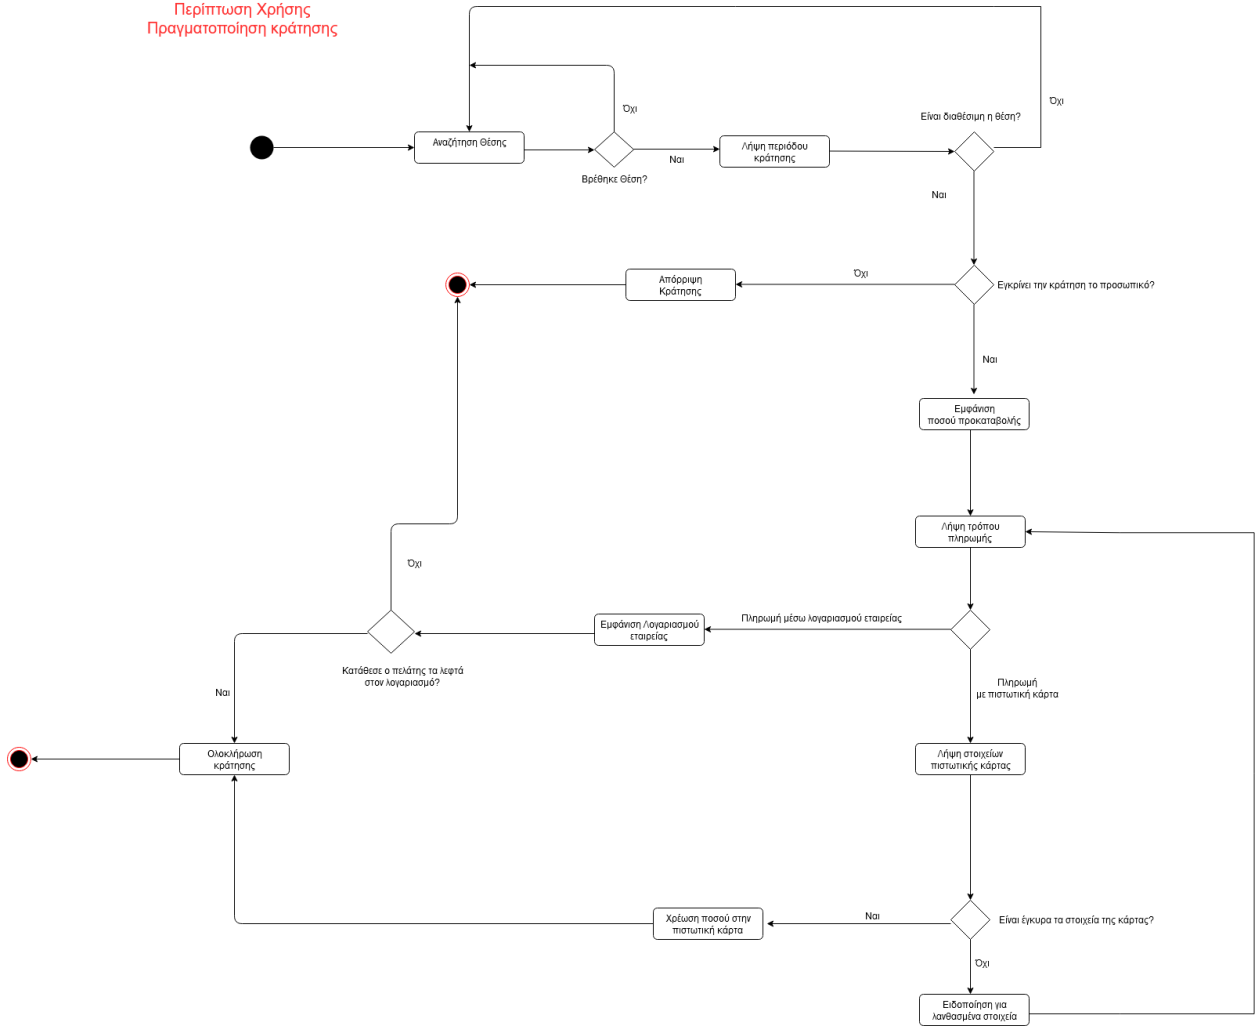 Περίπτωση Χρήσης
Πραγματοποίηση κράτησης
Όχι
Όχι
Είναι διαθέσιμη η θέση?
Αναζήτηση Θέσης
Ναι
Λήψη περιόδου
κράτησης
Βρέθηκε Θέση?
Ναι
Όχι
Απόρριψη
Κράτησης
Εγκρίνει την κράτηση το προσωπικό?
Ναι
Εμφάνιση
ποσού προκαταβολής
Λήψη τρόπου
πληρωμής
Όχι
Πληρωμή μέσω λογαριασμού εταιρείας
Εμφάνιση Λογαριασμού
εταιρείας
Κατάθεσε ο πελάτης τα λεφτά
στον λογαριασμό?
Πληρωμή
με πιστωτική κάρτα
Ναι
Ολοκλήρωση
κράτησης
Λήψη στοιχείων
πιστωτικής κάρτας
Χρέωση ποσού στην
πιστωτική κάρτα
Ναι
Είναι έγκυρα τα στοιχεία της κάρτας?
Όχι
Ειδοποίηση για
λανθασμένα στοιχεία